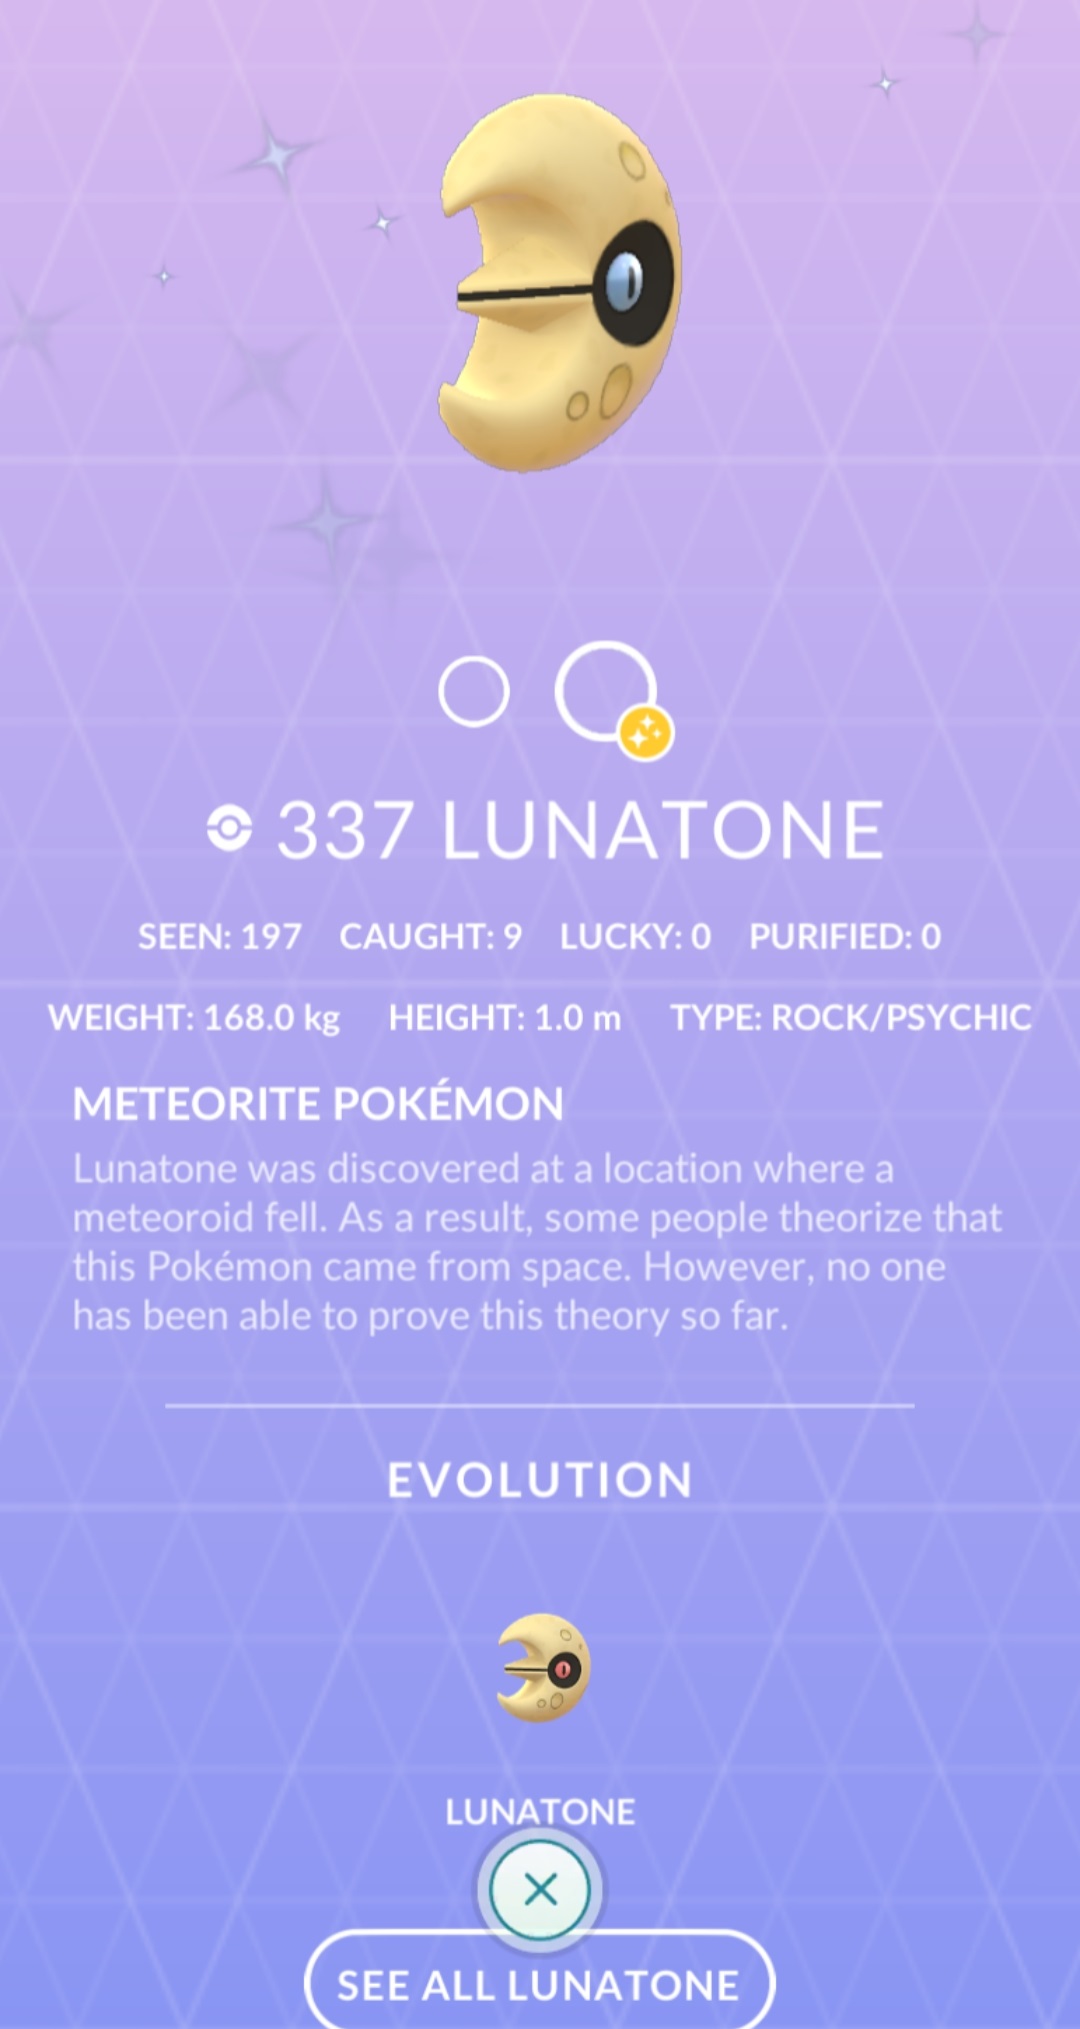 337 LUNATONE
SEEN: 197 CAUGHT: 9 LUCKY: 0 PURIFIED: 0
WEIGHT: 168.0 kg HEIGHT: 1.0 m TYPE: ROCK/PSYCHIC
METEORITE POKÉMON
Lunatone was discovered at a location where a
meteoroid fell. As a result, some people theorize that
this Pokémon came from space. However, no one
has been able to prove this theory so far.
EVOLUTION
LUNATONE
SEE ALL LUNATONE